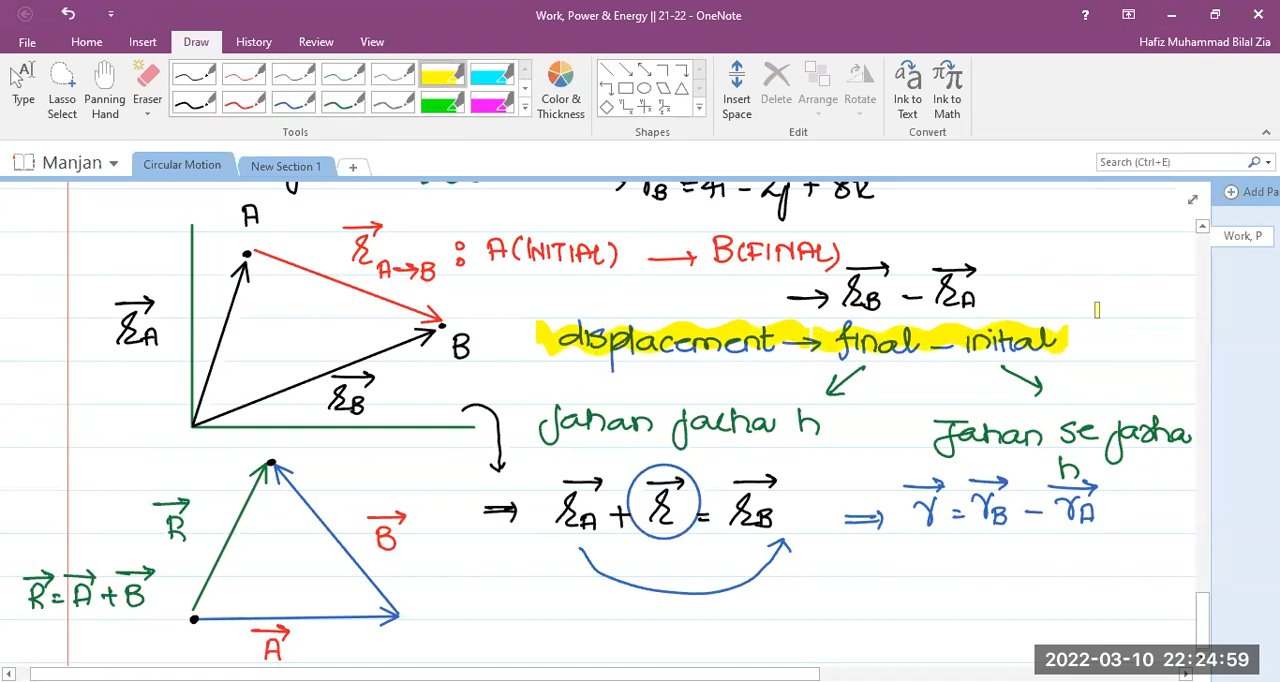 Work, Power & Energy || 21-22 - OneNote
File Home Insert Draw History Review View
Hafiz Muhammad Bilal Zia
Type
Lasso Select
Panning Hand
Eraser
Color & Thickness
Insert Space
Delete
Arrange
Rotate
Ink to Text
Ink to Math
Tools
Shapes
Edit
Convert
Manjan
Circular Motion
New Section 1
Search (Ctrl+E)
Add Pa
Work, P
A
r⃗A→B : A(INITIAL) → B(FINAL)
→ r⃗B − r⃗A
r⃗A
B
displacement → final − initial
r⃗B
Jahan jaRha h
Jahan se jaRha h
⇒ r⃗A + r⃗ = r⃗B ⇒ r⃗ = r⃗B − r⃗A
R⃗
B⃗
R⃗ = A⃗ + B⃗
A⃗
2022-03-10 22:24:59